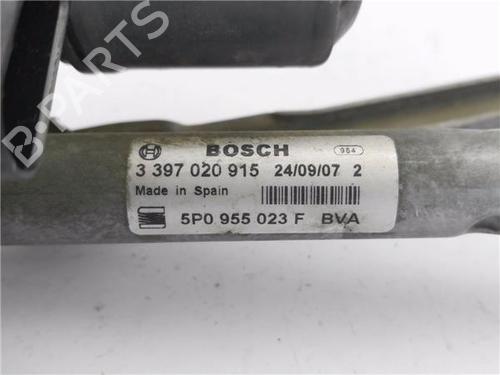 BOSCH 984
3 397 020 915 24/09/07 2
Made in Spain
5P0 955 023 F BVA
B-PARTS